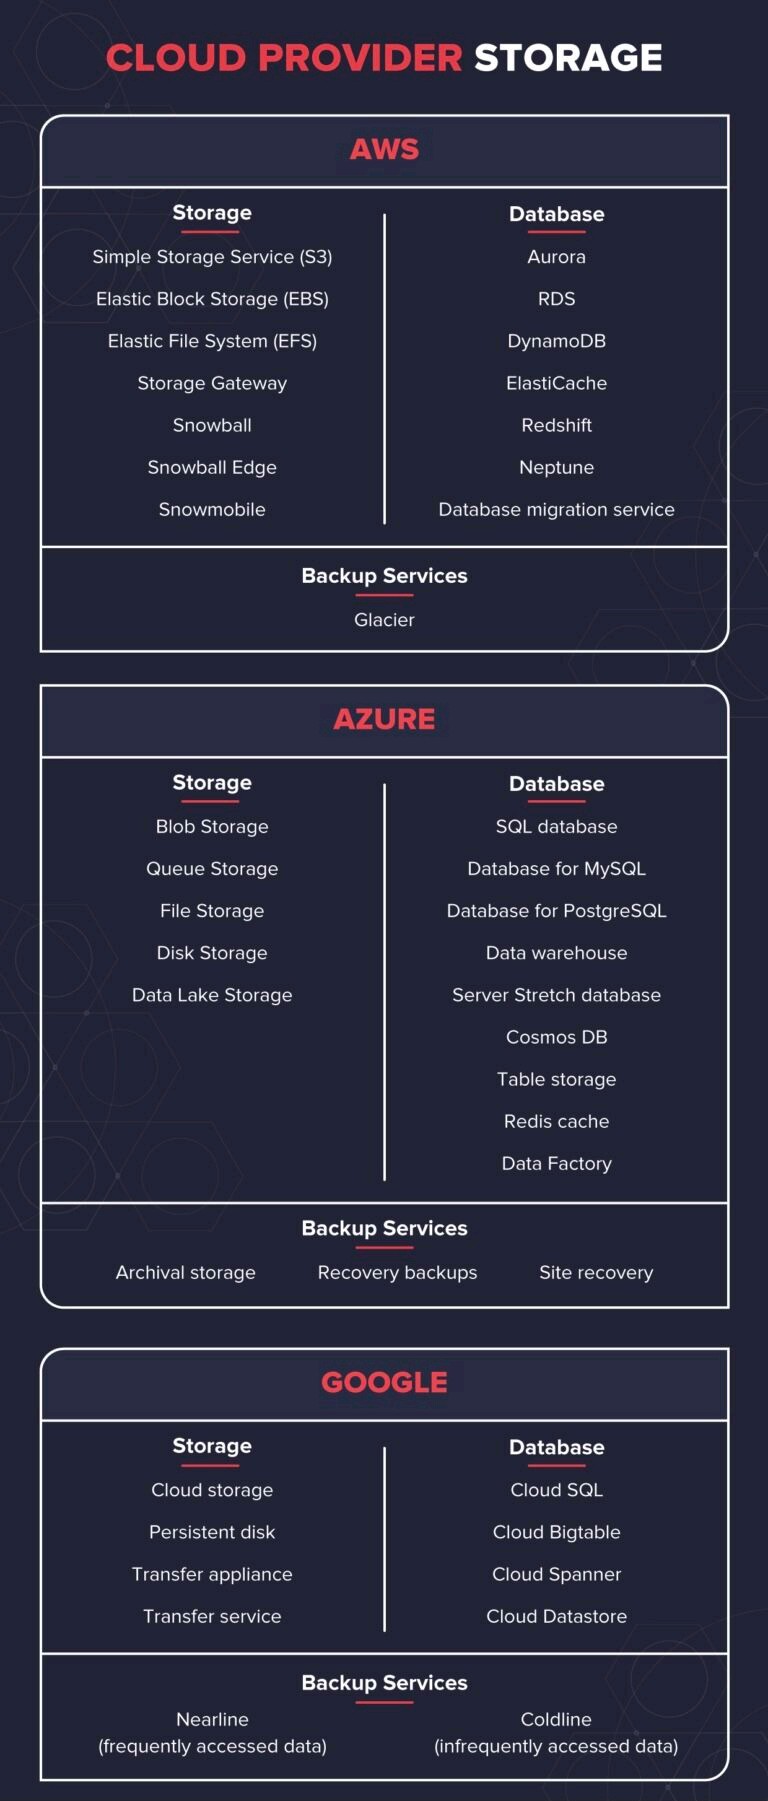 CLOUD PROVIDER STORAGE
AWS
Storage
Simple Storage Service (S3)
Elastic Block Storage (EBS)
Elastic File System (EFS)
Storage Gateway
Snowball
Snowball Edge
Snowmobile
Database
Aurora
RDS
DynamoDB
ElastiCache
Redshift
Neptune
Database migration service
Backup Services
Glacier
AZURE
Storage
Blob Storage
Queue Storage
File Storage
Disk Storage
Data Lake Storage
Database
SQL database
Database for MySQL
Database for PostgreSQL
Data warehouse
Server Stretch database
Cosmos DB
Table storage
Redis cache
Data Factory
Backup Services
Archival storage
Recovery backups
Site recovery
GOOGLE
Storage
Cloud storage
Persistent disk
Transfer appliance
Transfer service
Database
Cloud SQL
Cloud Bigtable
Cloud Spanner
Cloud Datastore
Backup Services
Nearline
(frequently accessed data)
Coldline
(infrequently accessed data)